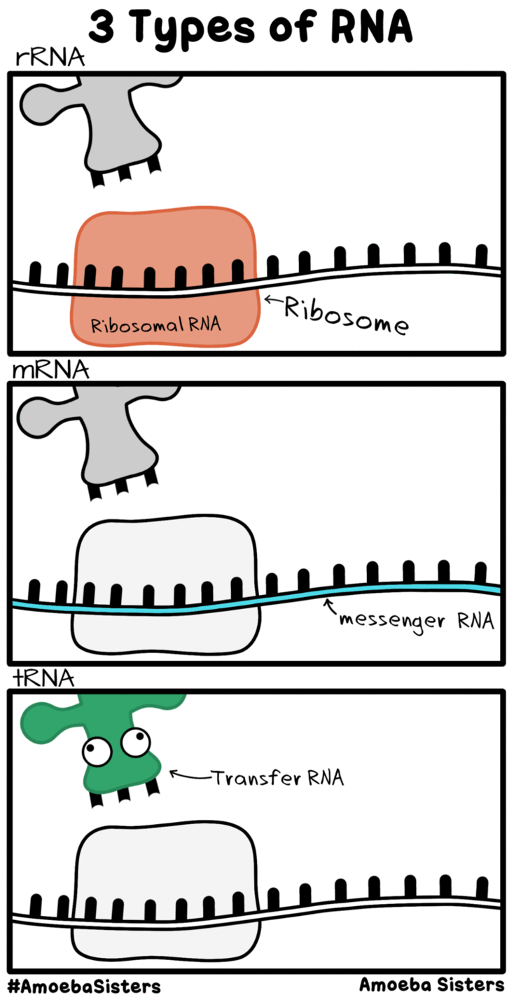 3 Types of RNA
rRNA
Ribosomal RNA
←Ribosome
mRNA
messenger RNA
tRNA
Transfer RNA
#AmoebaSisters
Amoeba Sisters